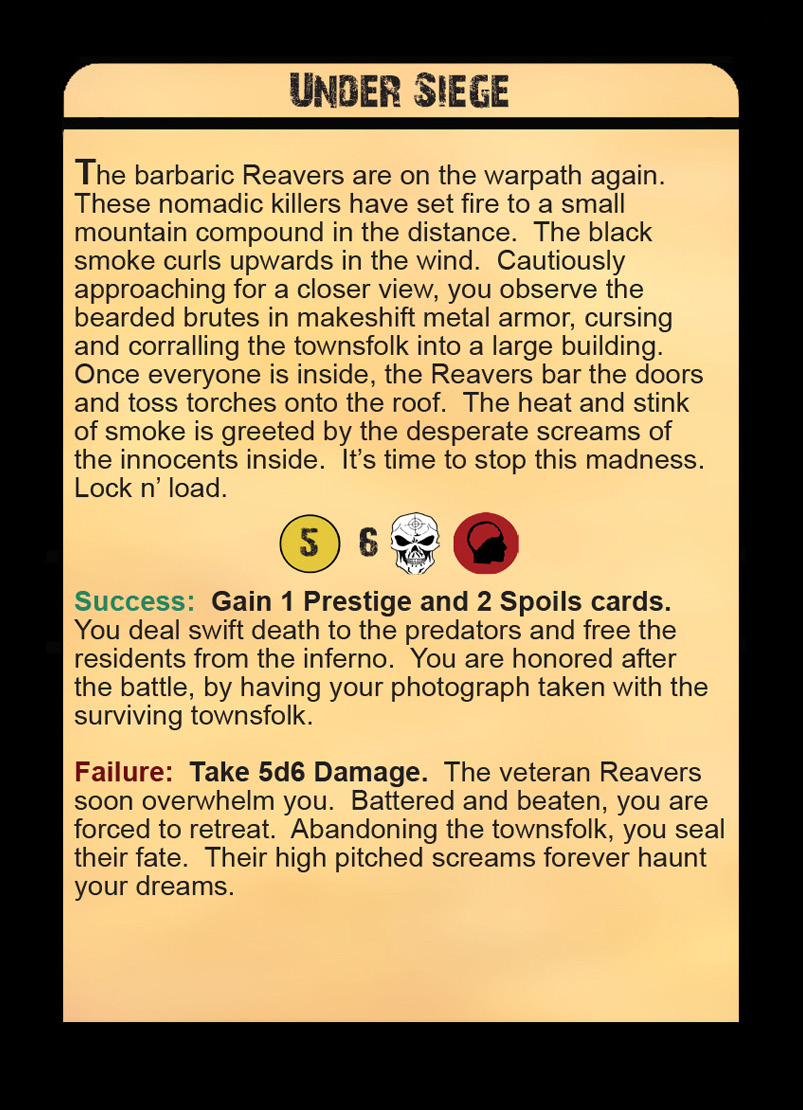 UNDER SIEGE
The barbaric Reavers are on the warpath again.
These nomadic killers have set fire to a small
mountain compound in the distance.  The black
smoke curls upwards in the wind.  Cautiously
approaching for a closer view, you observe the
bearded brutes in makeshift metal armor, cursing
and corralling the townsfolk into a large building.
Once everyone is inside, the Reavers bar the doors
and toss torches onto the roof.  The heat and stink
of smoke is greeted by the desperate screams of
the innocents inside.  It’s time to stop this madness.
Lock n’ load.
5 6
Success:  Gain 1 Prestige and 2 Spoils cards.
You deal swift death to the predators and free the
residents from the inferno.  You are honored after
the battle, by having your photograph taken with the
surviving townsfolk.
Failure:  Take 5d6 Damage.  The veteran Reavers
soon overwhelm you.  Battered and beaten, you are
forced to retreat.  Abandoning the townsfolk, you seal
their fate.  Their high pitched screams forever haunt
your dreams.